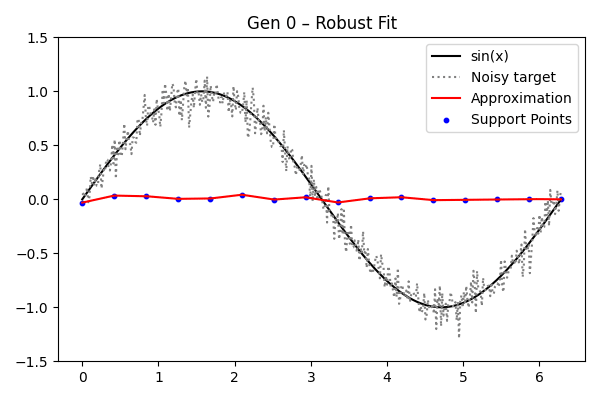 Gen 0 – Robust Fit
sin(x)
Noisy target
Approximation
Support Points
1.5
1.0
0.5
0.0
−0.5
−1.0
−1.5
0 1 2 3 4 5 6